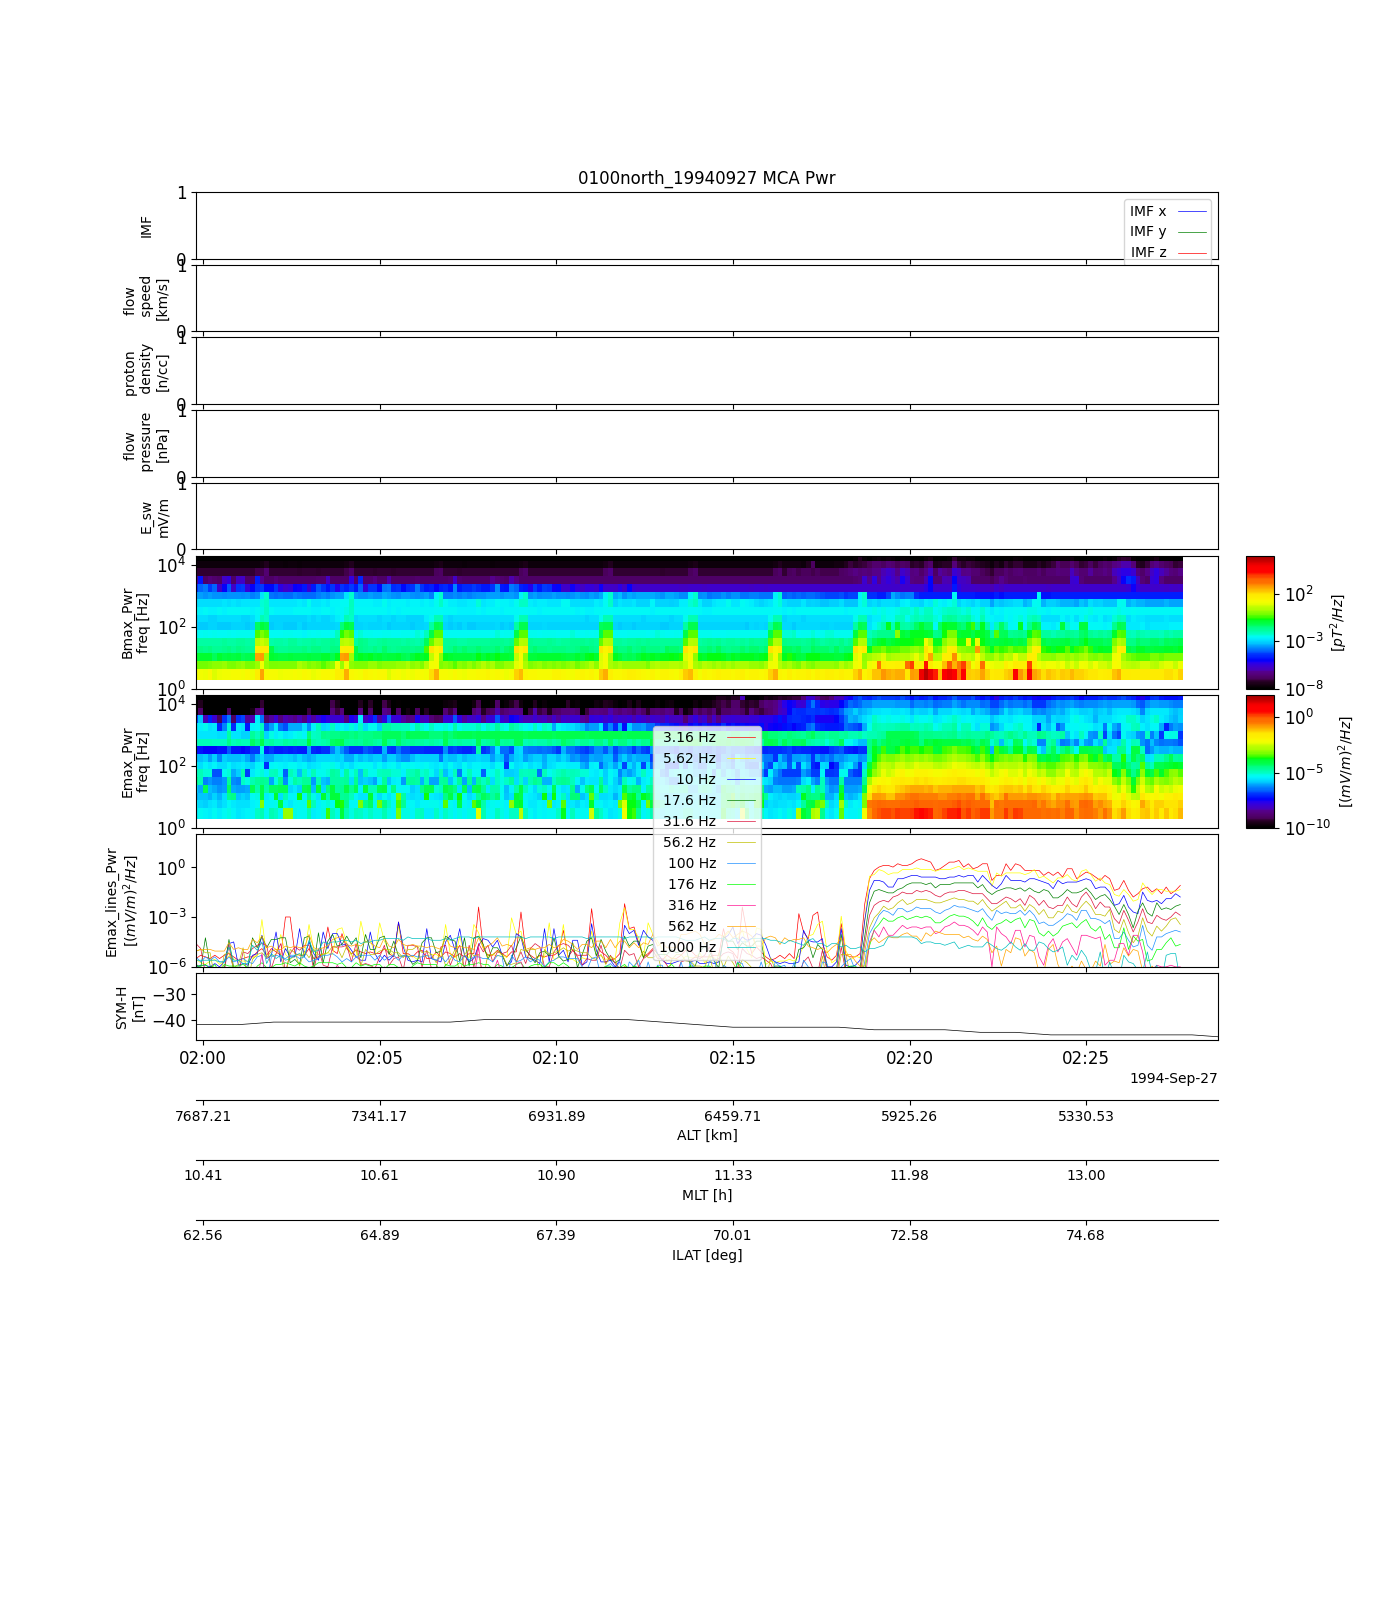 0100north_19940927 MCA Pwr
1
0
IMF
IMF x
IMF y
IMF z
1
0
flow
speed
[km/s]
1
0
proton
density
[n/cc]
1
0
flow
pressure
[nPa]
1
0
E_sw
mV/m
10^4
10^2
10^0
Bmax_Pwr
freq [Hz]
10^2
10^-3
10^-8
[pT^2/Hz]
10^4
10^2
10^0
Emax_Pwr
freq [Hz]
10^0
10^-5
10^-10
[(mV/m)^2/Hz]
3.16 Hz
5.62 Hz
10 Hz
17.6 Hz
31.6 Hz
56.2 Hz
100 Hz
176 Hz
316 Hz
562 Hz
1000 Hz
10^0
10^-3
10^-6
Emax_lines_Pwr
[(mV/m)^2/Hz]
−30
−40
SYM-H
[nT]
02:00 02:05 02:10 02:15 02:20 02:25
1994-Sep-27
7687.21 7341.17 6931.89 6459.71 5925.26 5330.53
ALT [km]
10.41 10.61 10.90 11.33 11.98 13.00
MLT [h]
62.56 64.89 67.39 70.01 72.58 74.68
ILAT [deg]